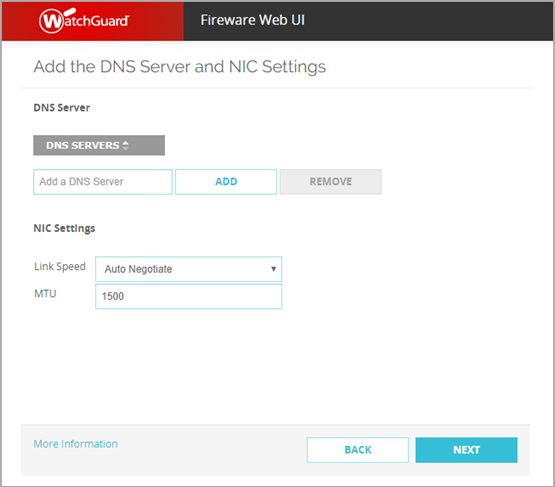 WatchGuard Fireware Web UI
Add the DNS Server and NIC Settings
DNS Server
DNS SERVERS
Add a DNS Server ADD REMOVE
NIC Settings
Link Speed Auto Negotiate
MTU 1500
More Information BACK NEXT